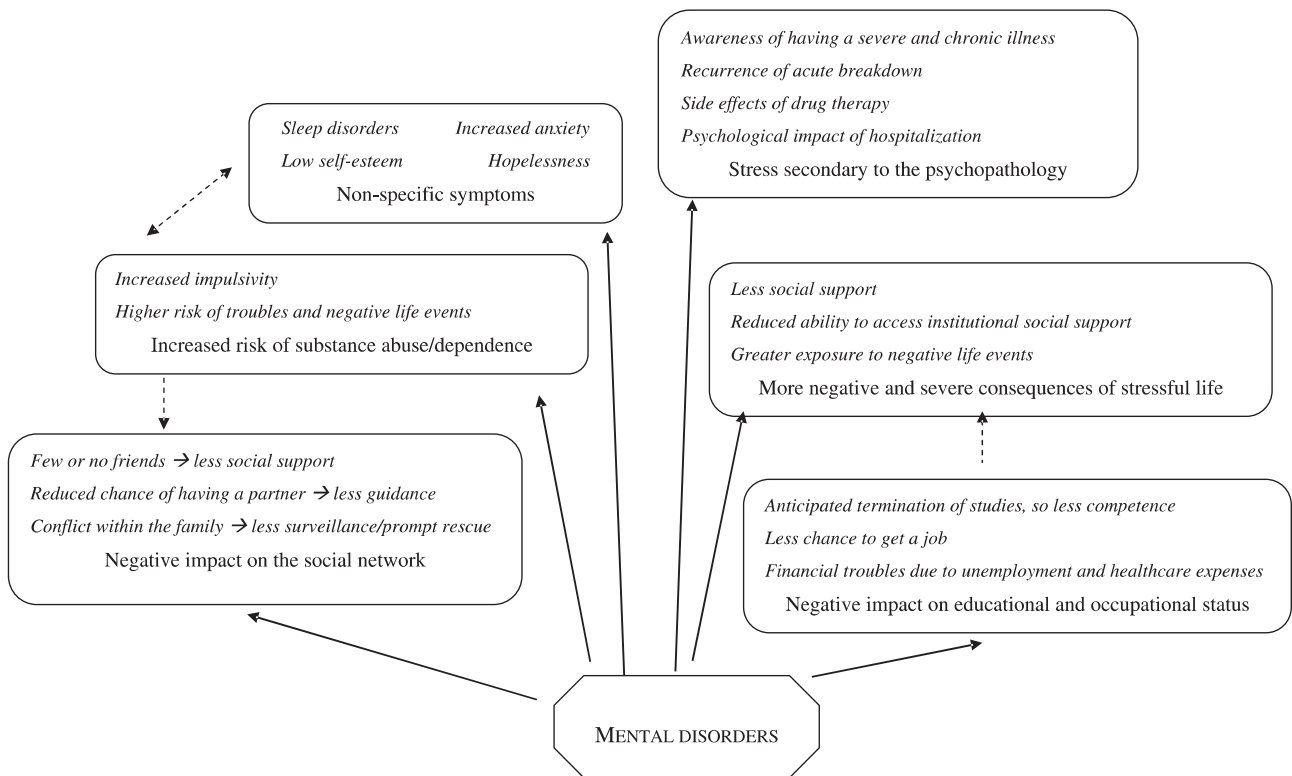 Awareness of having a severe and chronic illness
Recurrence of acute breakdown
Side effects of drug therapy
Psychological impact of hospitalization
Stress secondary to the psychopathology
Sleep disorders Increased anxiety
Low self-esteem Hopelessness
Non-specific symptoms
Increased impulsivity
Higher risk of troubles and negative life events
Increased risk of substance abuse/dependence
Less social support
Reduced ability to access institutional social support
Greater exposure to negative life events
More negative and severe consequences of stressful life
Few or no friends → less social support
Reduced chance of having a partner → less guidance
Conflict within the family → less surveillance/prompt rescue
Negative impact on the social network
Anticipated termination of studies, so less competence
Less chance to get a job
Financial troubles due to unemployment and healthcare expenses
Negative impact on educational and occupational status
MENTAL DISORDERS